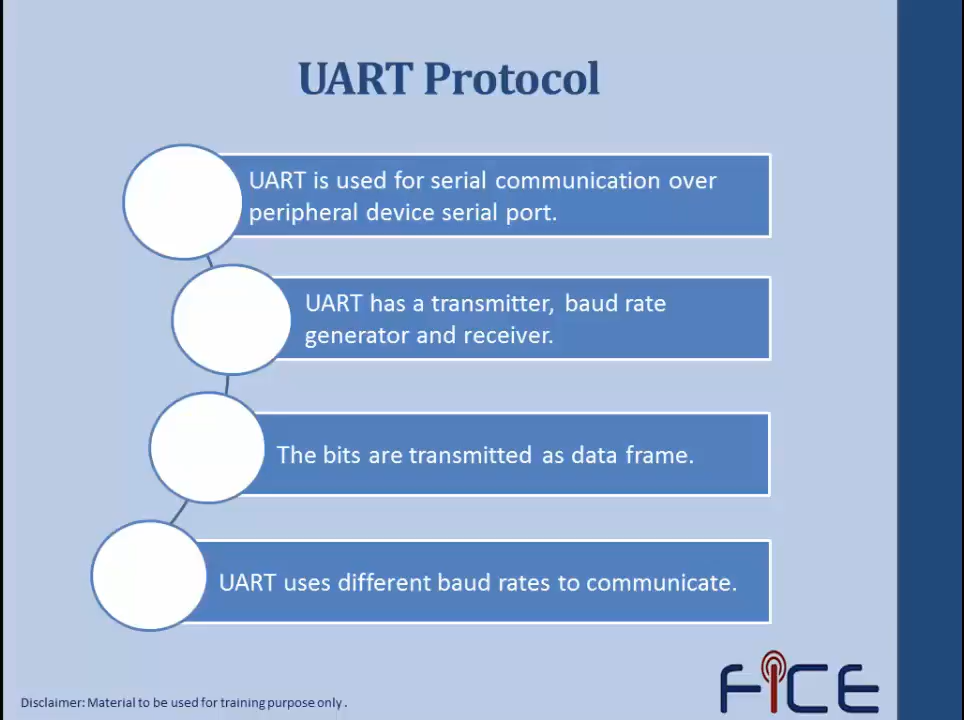 UART Protocol
UART is used for serial communication over
peripheral device serial port.
UART has a transmitter, baud rate
generator and receiver.
The bits are transmitted as data frame.
UART uses different baud rates to communicate.
FiCE
Disclaimer: Material to be used for training purpose only .